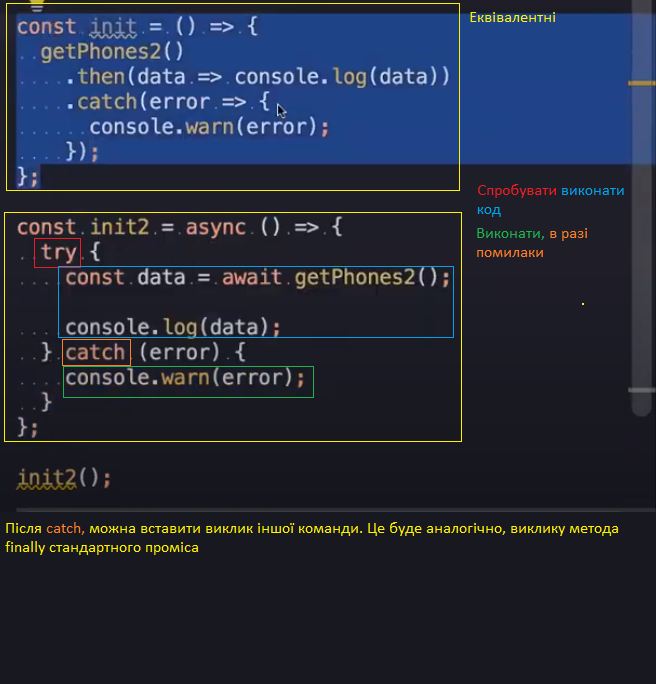 const init = () => {
getPhones2()
.then(data => console.log(data))
.catch(error => {
console.warn(error);
});
};
Еквівалентні
Спробувати виконати
код
Виконати, в разі
помилаки
const init2 = async () => {
try {
const data = await getPhones2();
console.log(data);
} catch (error) {
console.warn(error);
}
};
init2();
Після catch, можна вставити виклик іншої команди. Це буде аналогічно, виклику метода
finally стандартного проміса